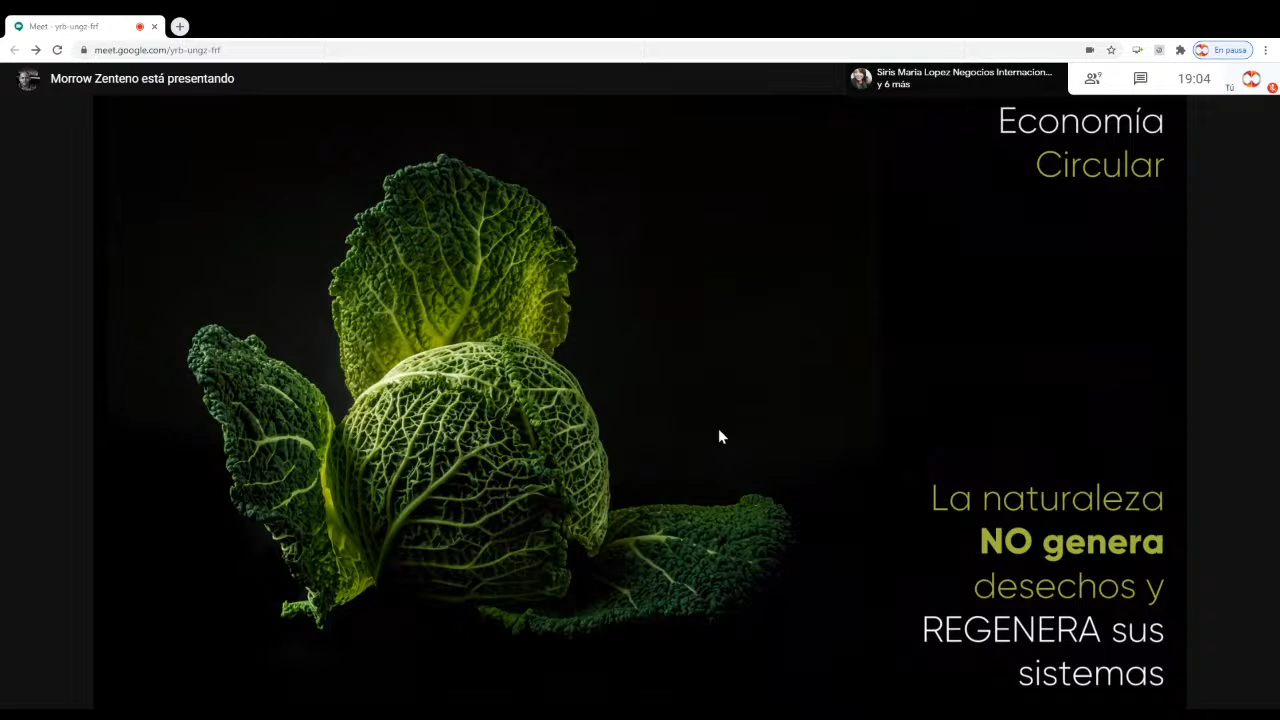 Meet - yrb-ungz-frf
meet.google.com/yrb-ungz-frf
En pausa
Morrow Zenteno está presentando
Siris Maria Lopez Negocios Internacion...
y 6 más
9
19:04
Tú
Economía
Circular
La naturaleza
NO genera
desechos y
REGENERA sus
sistemas